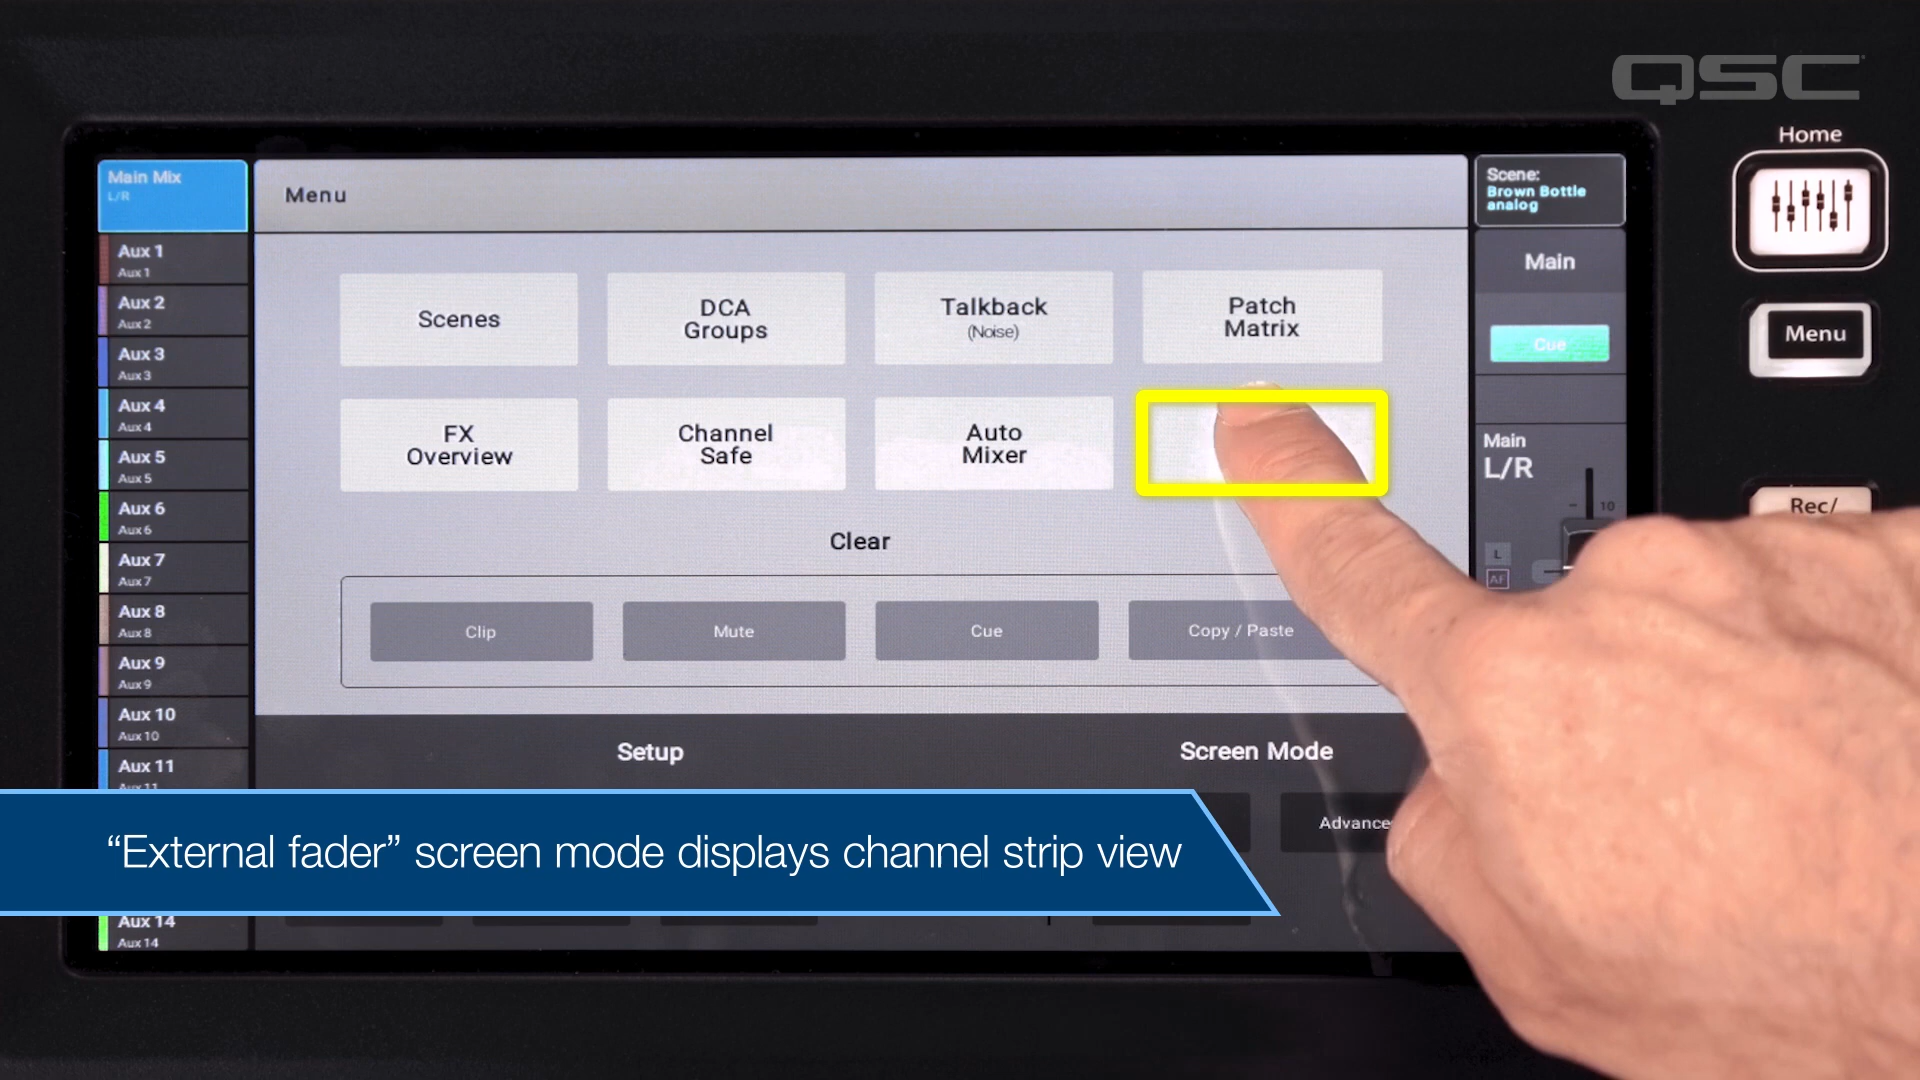 QSC
Home
Menu
Rec/
Main Mix
L/R
Aux 1
Aux 1
Aux 2
Aux 2
Aux 3
Aux 3
Aux 4
Aux 4
Aux 5
Aux 5
Aux 6
Aux 6
Aux 7
Aux 7
Aux 8
Aux 8
Aux 9
Aux 9
Aux 10
Aux 10
Aux 11
Aux 11
Aux 14
Aux 14
Menu
Scenes
DCA
Groups
Talkback
(Noise)
Patch
Matrix
FX
Overview
Channel
Safe
Auto
Mixer
Clear
Clip
Mute
Cue
Copy / Paste
Setup
Screen Mode
Advance
Scene:
Brown Bottle
analog
Main
Cue
Main
L/R
10
L
AF
“External fader” screen mode displays channel strip view